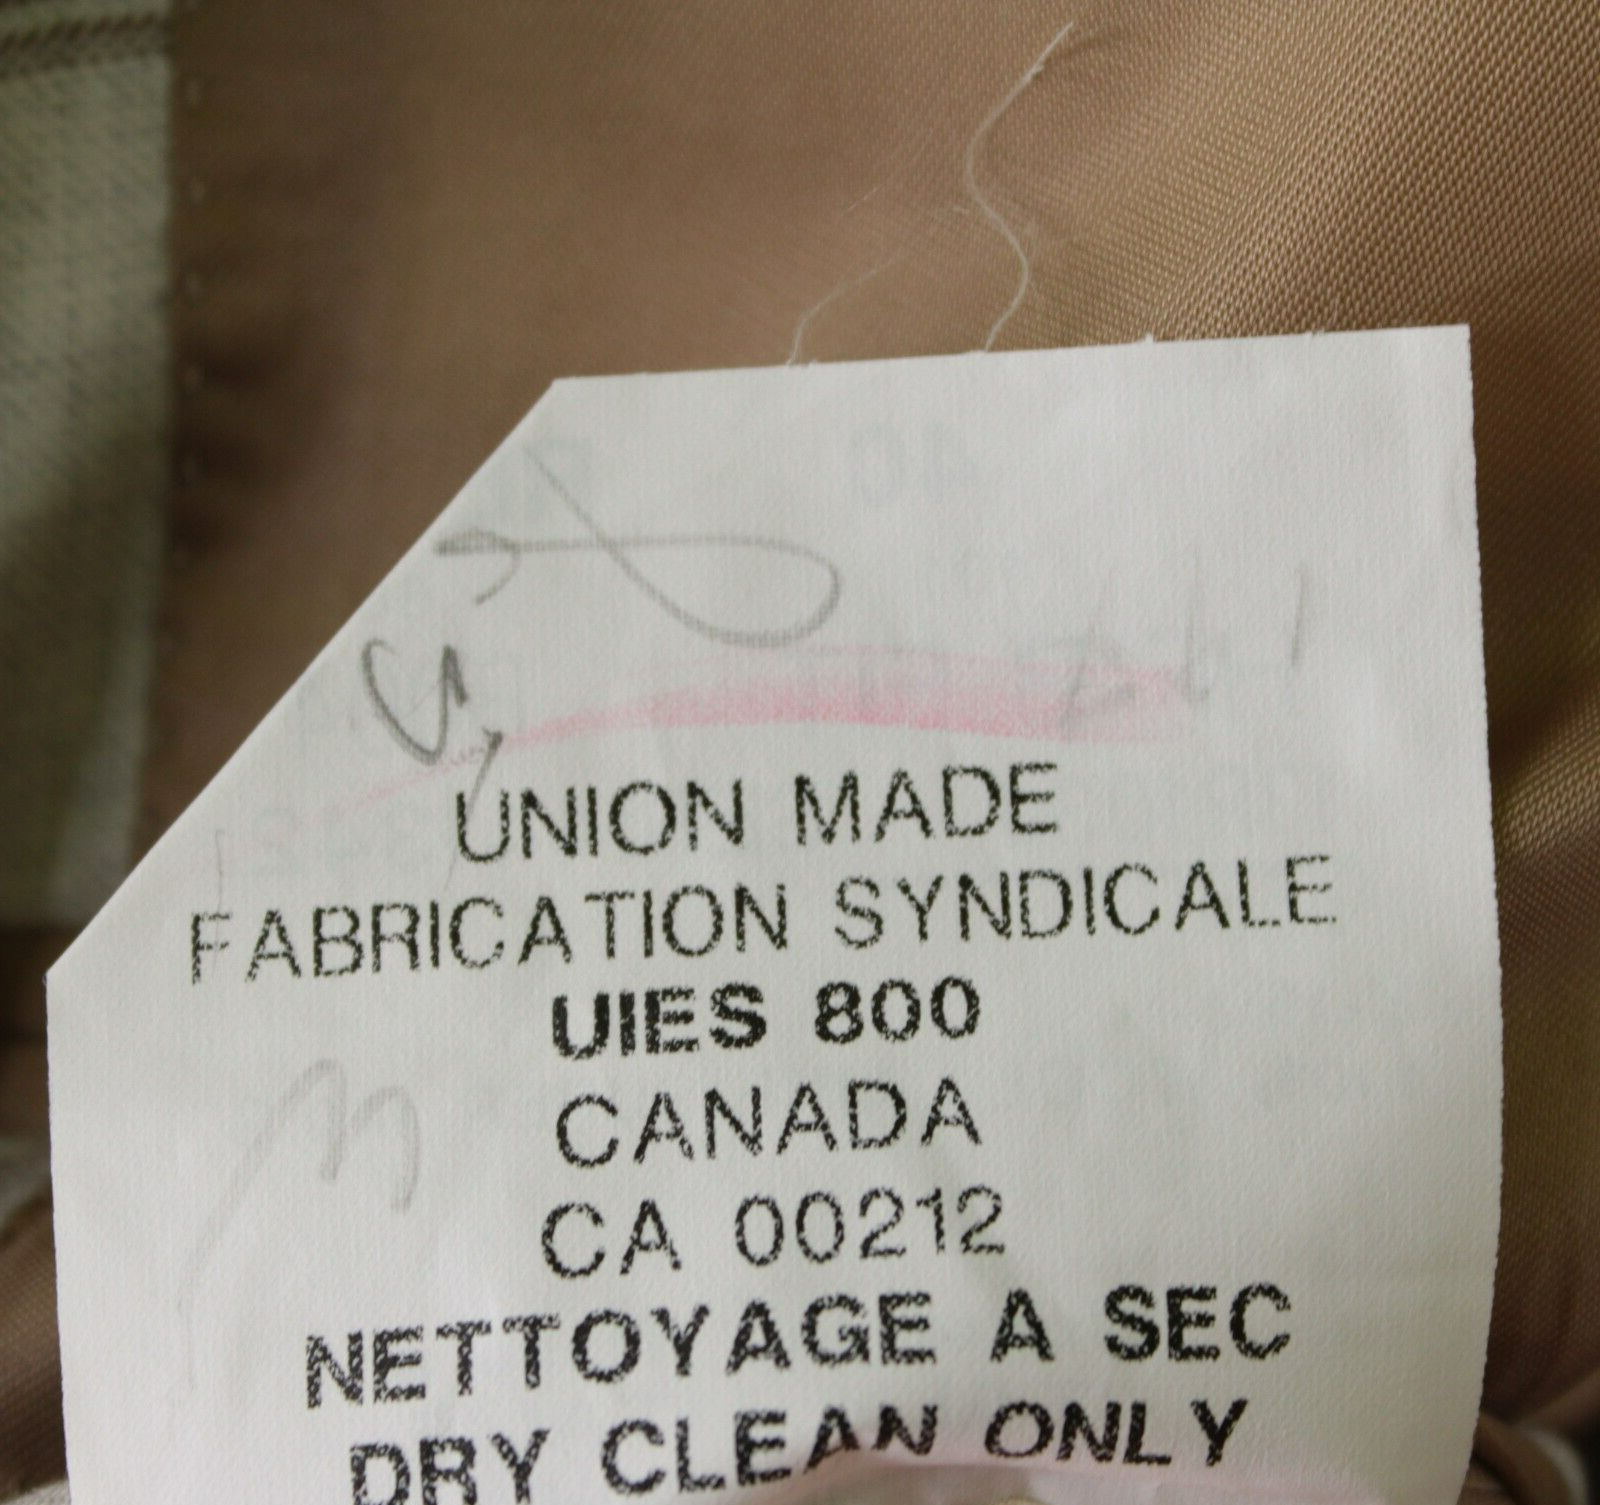 UNION MADE
FABRICATION SYNDICALE
UIES 800
CANADA
CA 00212
NETTOYAGE A SEC
DRY CLEAN ONLY